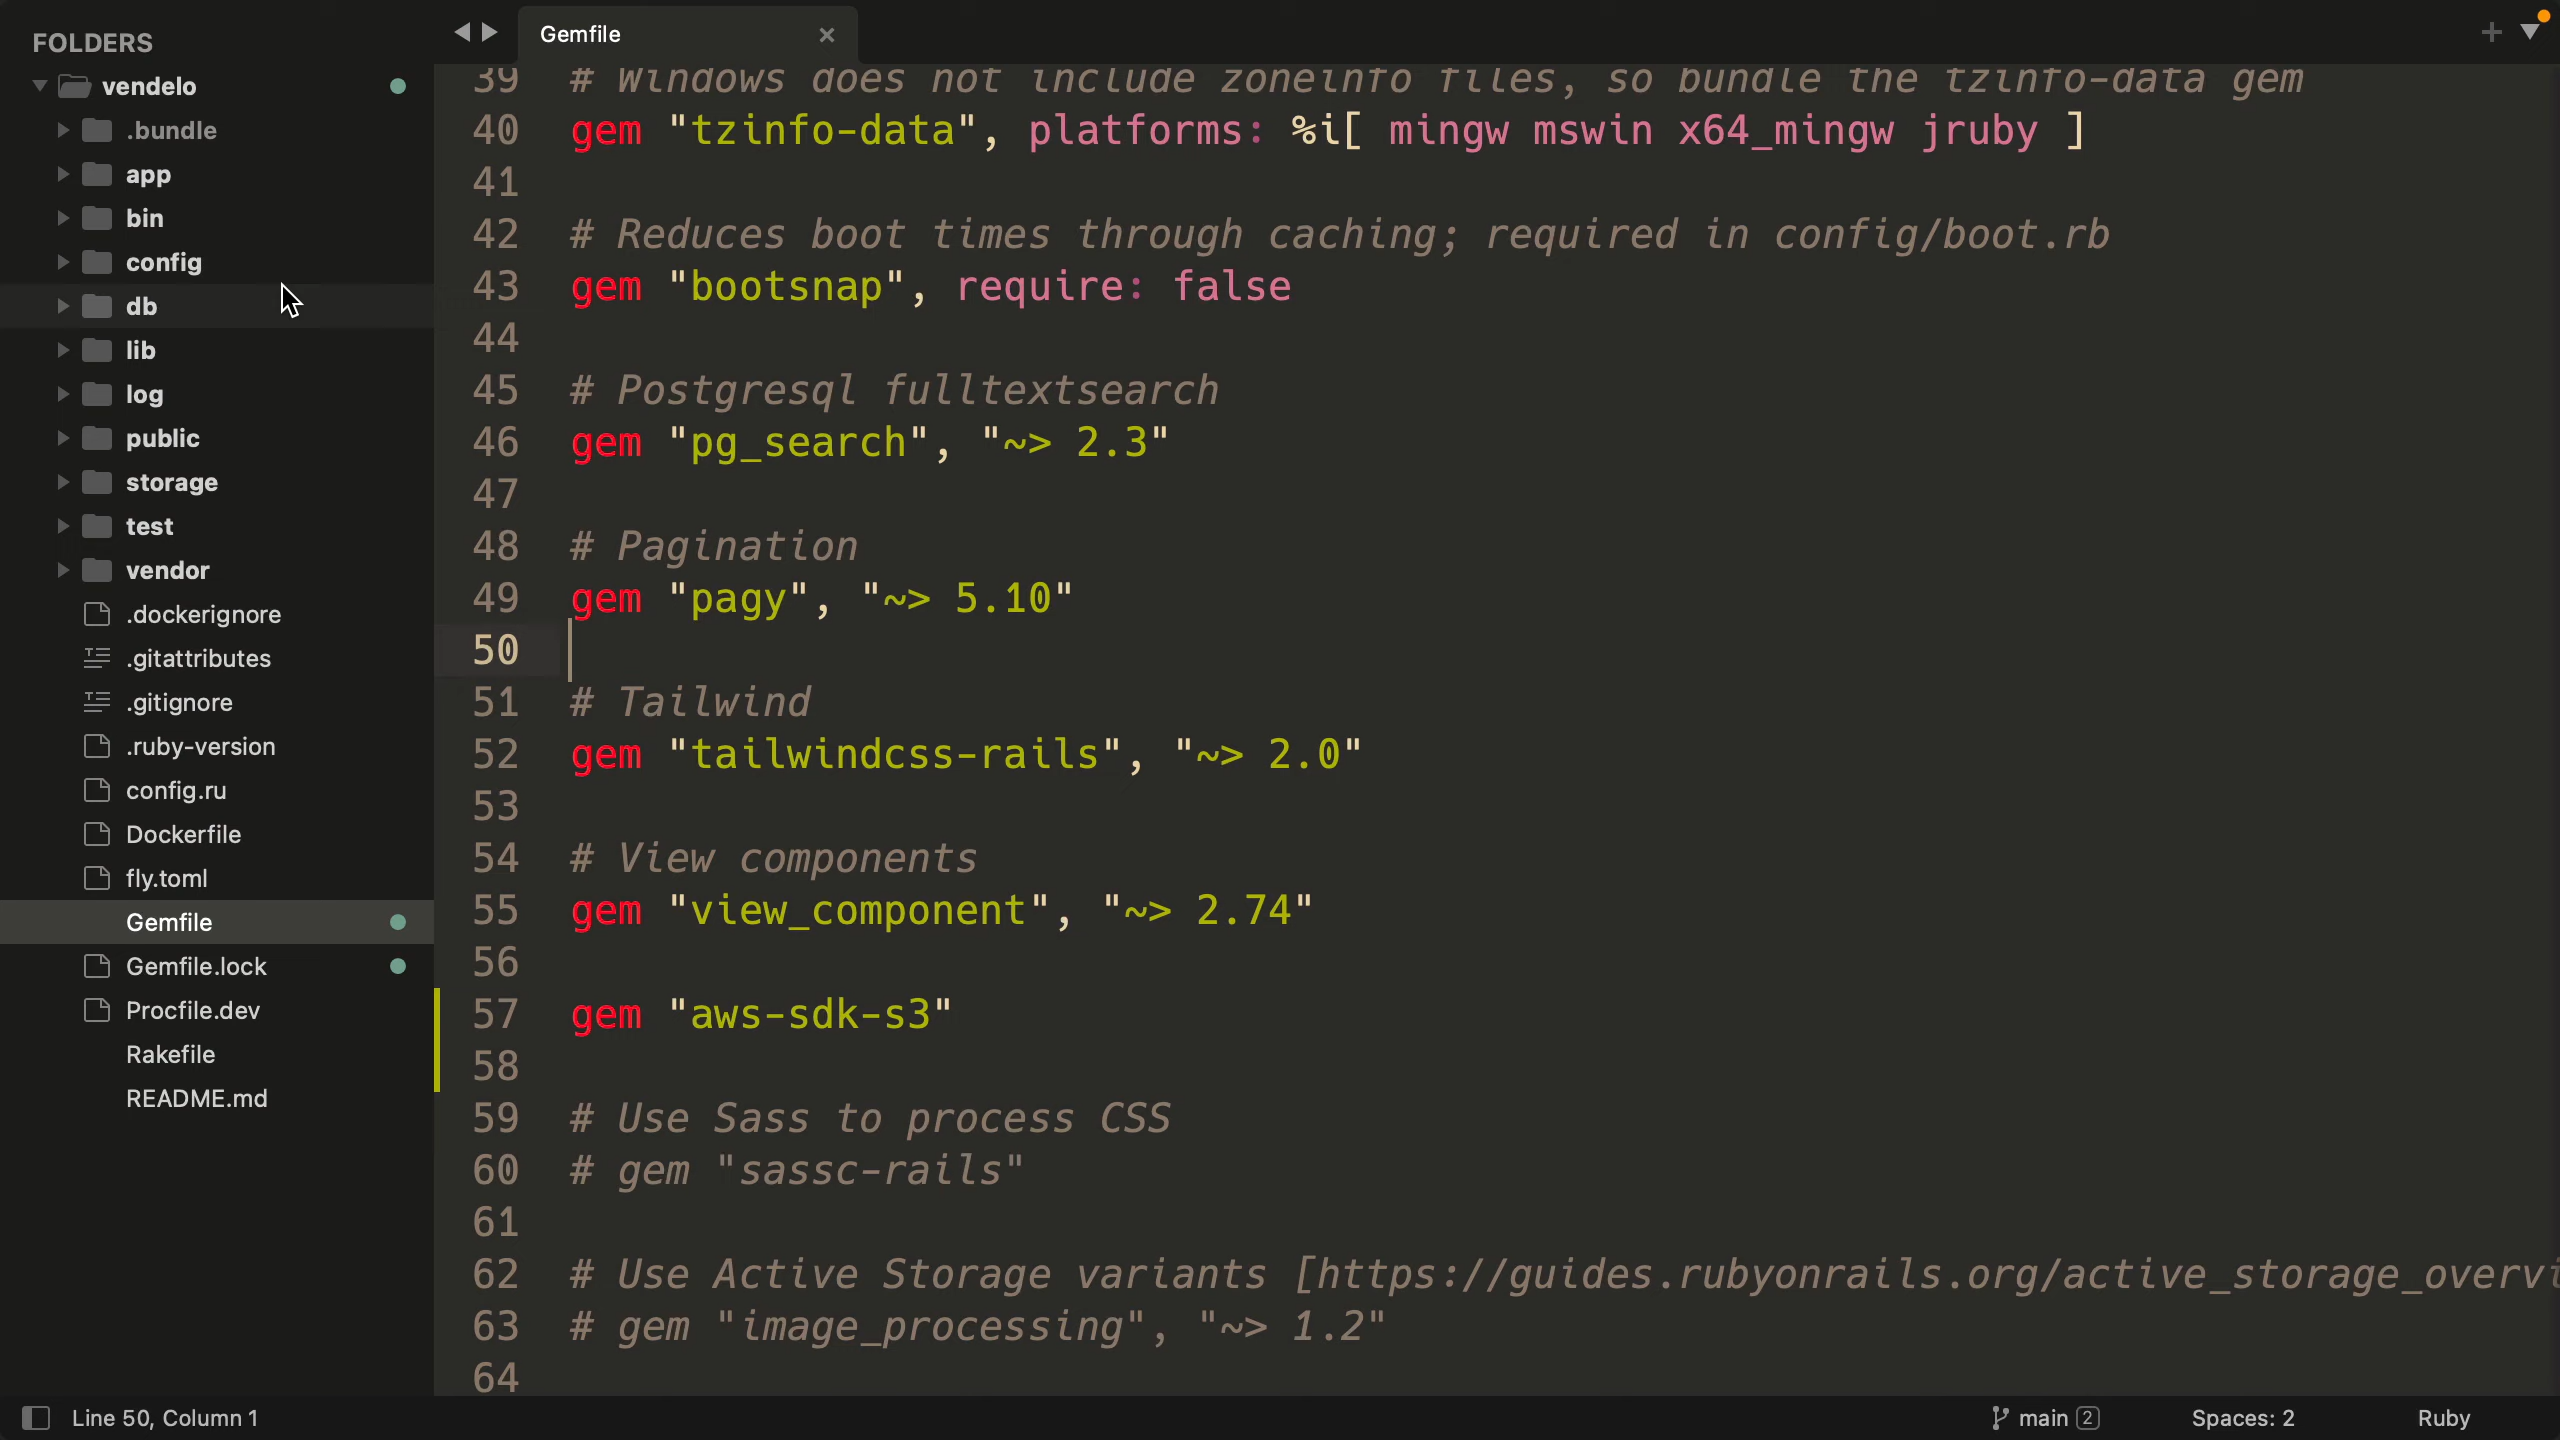 FOLDERS
vendelo
.bundle
app
bin
config
db
lib
log
public
storage
test
vendor
.dockerignore
.gitattributes
.gitignore
.ruby-version
config.ru
Dockerfile
fly.toml
Gemfile
Gemfile.lock
Procfile.dev
Rakefile
README.md
Gemfile
39 # Windows does not include zoneinfo files, so bundle the tzinfo-data gem
40 gem "tzinfo-data", platforms: %i[ mingw mswin x64_mingw jruby ]
41
42 # Reduces boot times through caching; required in config/boot.rb
43 gem "bootsnap", require: false
44
45 # Postgresql fulltextsearch
46 gem "pg_search", "~> 2.3"
47
48 # Pagination
49 gem "pagy", "~> 5.10"
50
51 # Tailwind
52 gem "tailwindcss-rails", "~> 2.0"
53
54 # View components
55 gem "view_component", "~> 2.74"
56
57 gem "aws-sdk-s3"
58
59 # Use Sass to process CSS
60 # gem "sassc-rails"
61
62 # Use Active Storage variants [https://guides.rubyonrails.org/active_storage_overvi
63 # gem "image_processing", "~> 1.2"
64
Line 50, Column 1
main 2
Spaces: 2
Ruby